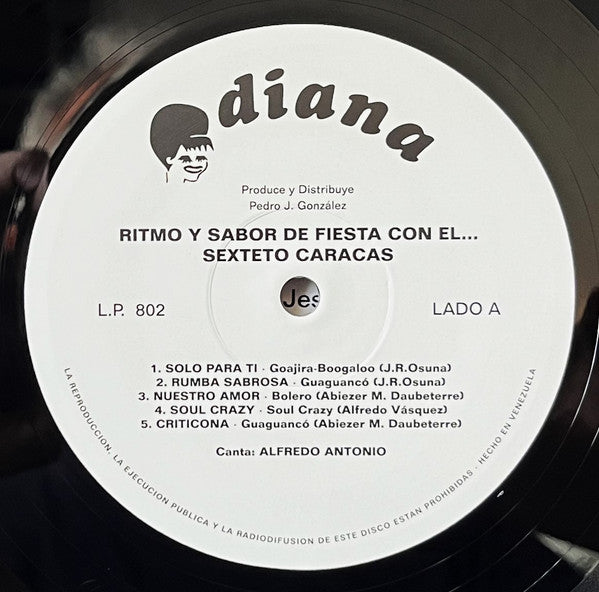 diana
Produce y Distribuye
Pedro J. González
RITMO Y SABOR DE FIESTA CON EL...
SEXTETO CARACAS
Jes
L.P. 802
LADO A
1. SOLO PARA TI - Goajira-Boogaloo (J.R.Osuna)
2. RUMBA SABROSA - Guaguancó (J.R.Osuna)
3. NUESTRO AMOR - Bolero (Abiezer M. Daubeterre)
4. SOUL CRAZY - Soul Crazy (Alfredo Vásquez)
5. CRITICONA - Guaguancó (Abiezer M. Daubeterre)
Canta: ALFREDO ANTONIO
LA REPRODUCCION, LA EJECUCION PUBLICA Y LA RADIODIFUSION DE ESTE DISCO ESTAN PROHIBIDAS - HECHO EN VENEZUELA